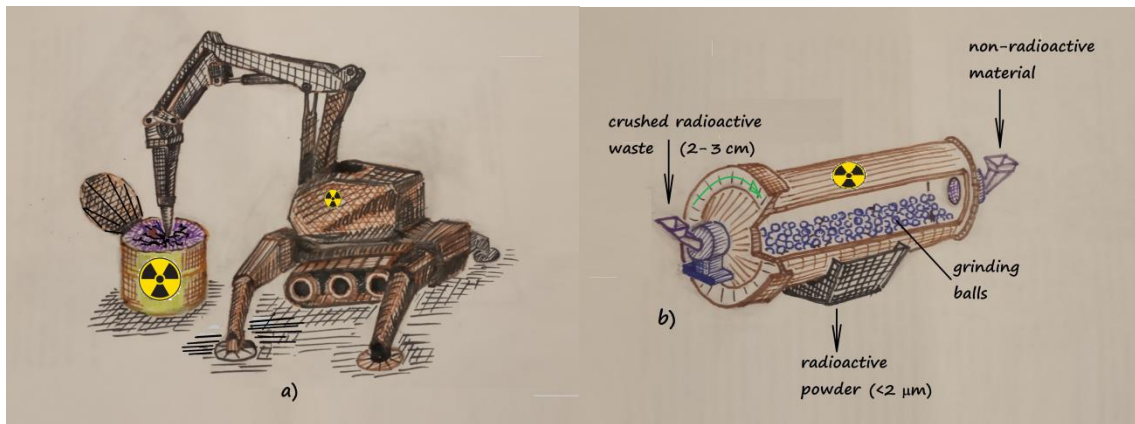 a)
non-radioactive
material
crushed radioactive
waste (2-3 cm)
grinding
balls
b)
radioactive
powder (<2 μm)